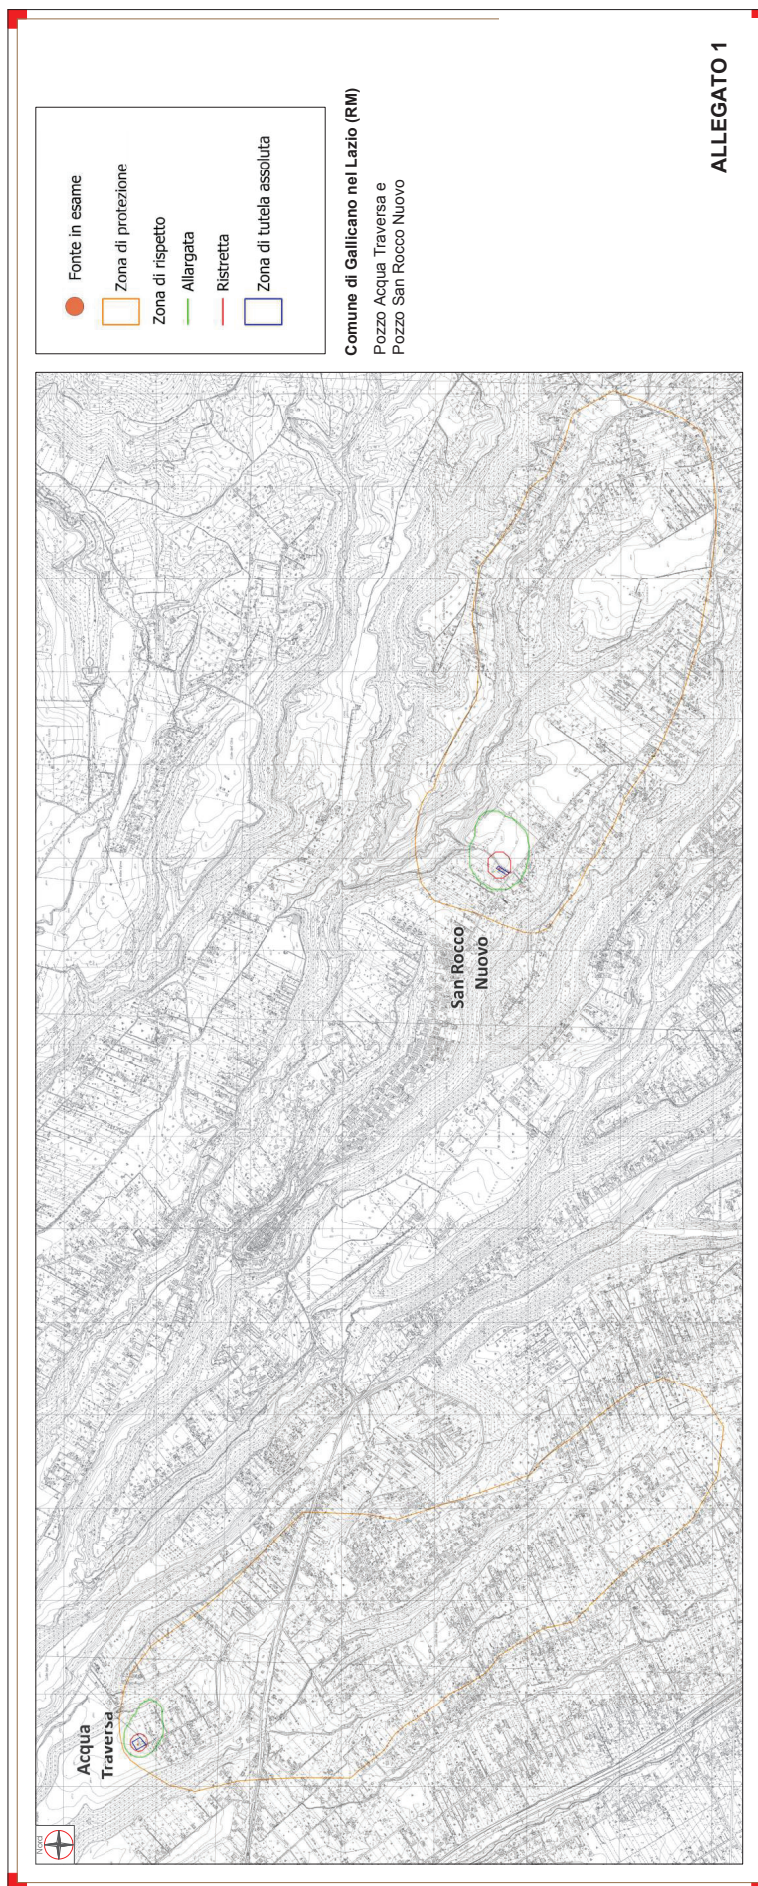 Nord
Acqua
Traversa
San Rocco
Nuovo
Fonte in esame
Zona di protezione
Zona di rispetto
Allargata
Ristretta
Zona di tutela assoluta
Comune di Gallicano nel Lazio (RM)
Pozzo Acqua Traversa e
Pozzo San Rocco Nuovo
ALLEGATO 1